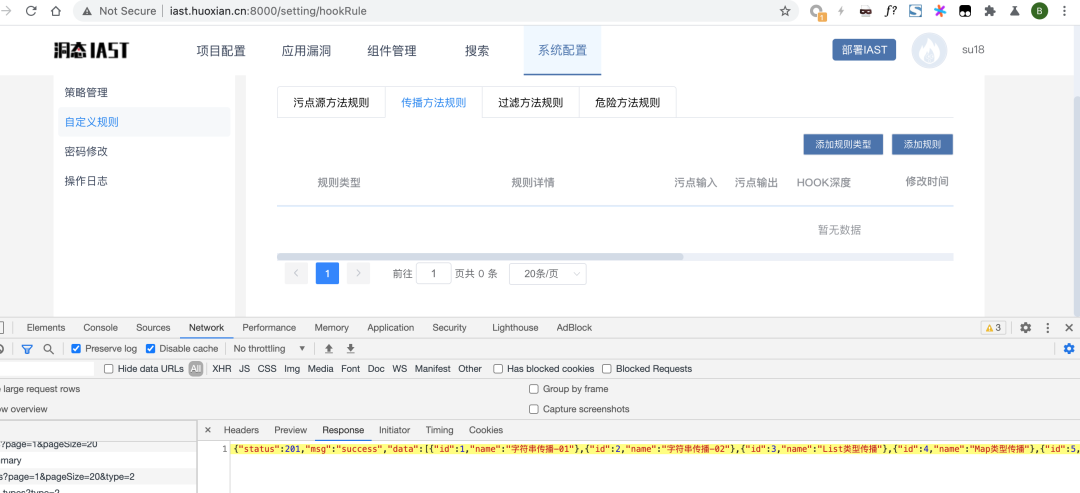 Not Secure iast.huoxian.cn:8000/setting/hookRule
洞态IAST 项目配置 应用漏洞 组件管理 搜索 系统配置 部署IAST su18
策略管理
自定义规则
密码修改
操作日志
污点源方法规则 传播方法规则 过滤方法规则 危险方法规则
添加规则类型 添加规则
规则类型 规则详情 污点输入 污点输出 HOOK深度 修改时间
暂无数据
1 前往 1 页共 0 条 20条/页
Elements Console Sources Network Performance Memory Application Security Lighthouse AdBlock 3
Preserve log Disable cache No throttling
Hide data URLs All XHR JS CSS Img Media Font Doc WS Manifest Other Has blocked cookies Blocked Requests
large request rows Group by frame
overview Capture screenshots
Headers Preview Response Initiator Timing Cookies
?page=1&pageSize=20
1 {"status":201,"msg":"success","data":[{"id":1,"name":"字符串传播-01"},{"id":2,"name":"字符串传播-02"},{"id":3,"name":"List类型传播"},{"id":4,"name":"Map类型传播"},{"id":5,
mary
s?page=1&pageSize=20&type=2
types?type=2